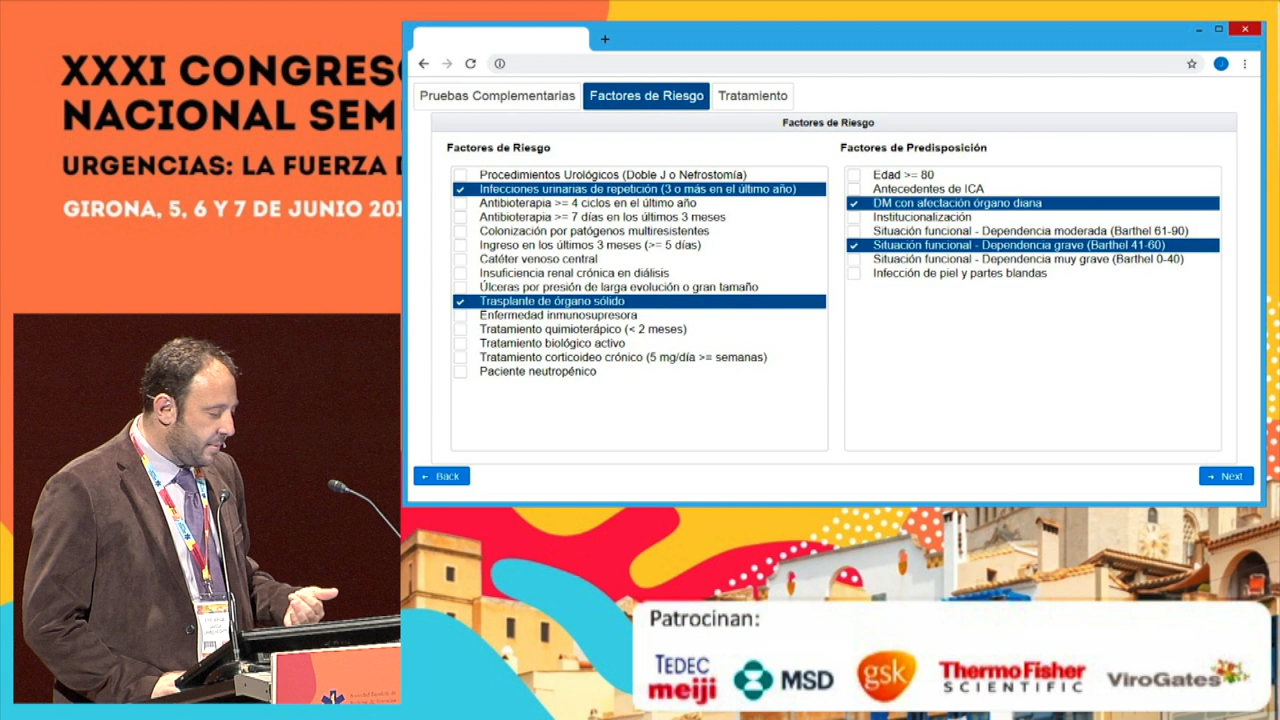 XXXI CONGRES
NACIONAL SEM
URGENCIAS: LA FUERZA D
GIRONA, 5, 6 Y 7 DE JUNIO 20
Pruebas Complementarias
Factores de Riesgo
Tratamiento
Factores de Riesgo
Factores de Riesgo
Procedimientos Urológicos (Doble J o Nefrostomía)
Infecciones urinarias de repetición (3 o más en el último año)
Antibioterapia >= 4 ciclos en el último año
Antibioterapia >= 7 días en los últimos 3 meses
Colonización por patógenos multiresistentes
Ingreso en los últimos 3 meses (>= 5 días)
Catéter venoso central
Insuficiencia renal crónica en diálisis
Úlceras por presión de larga evolución o gran tamaño
Trasplante de órgano sólido
Enfermedad inmunosupresora
Tratamiento quimioterápico (< 2 meses)
Tratamiento biológico activo
Tratamiento corticoideo crónico (5 mg/día >= semanas)
Paciente neutropénico
Factores de Predisposición
Edad >= 80
Antecedentes de ICA
DM con afectación órgano diana
Institucionalización
Situación funcional - Dependencia moderada (Barthel 61-90)
Situación funcional - Dependencia grave (Barthel 41-60)
Situación funcional - Dependencia muy grave (Barthel 0-40)
Infección de piel y partes blandas
← Back
→ Next
Patrocinan:
TEDEC
meiji
MSD
gsk
ThermoFisher
SCIENTIFIC
ViroGates